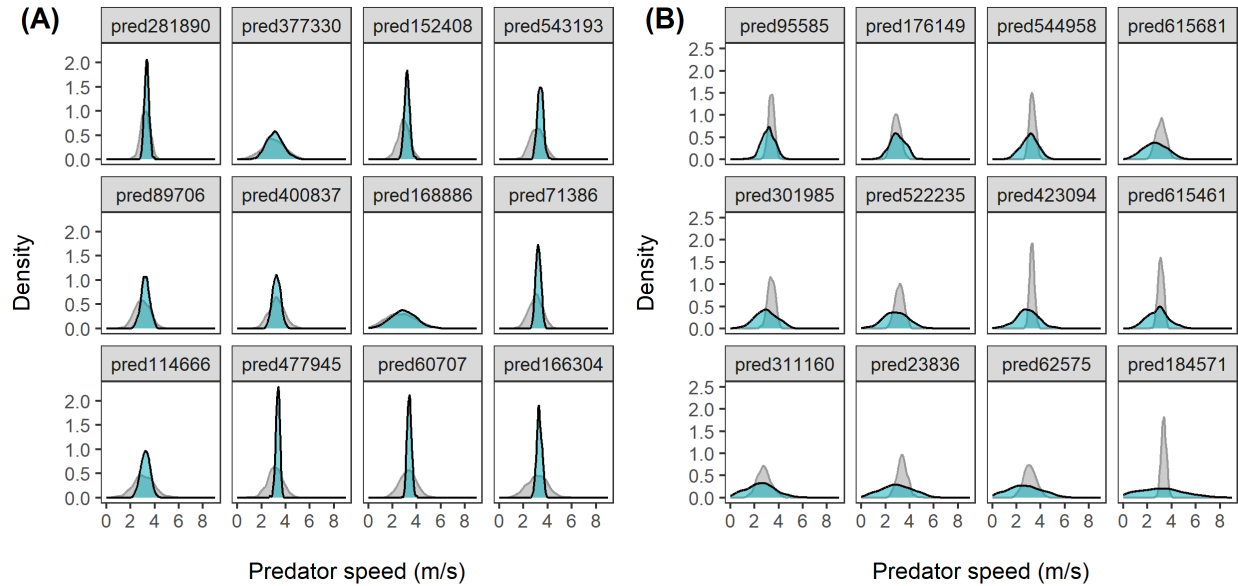 (A)
pred281890 pred377330 pred152408 pred543193
2.0
1.5
1.0
0.5
0.0
pred89706 pred400837 pred168886 pred71386
2.0
1.5
1.0
0.5
0.0
pred114666 pred477945 pred60707 pred166304
2.0
1.5
1.0
0.5
0.0
0 2 4 6 8 0 2 4 6 8 0 2 4 6 8 0 2 4 6 8
Density
Predator speed (m/s)
(B)
pred95585 pred176149 pred544958 pred615681
2.5
2.0
1.5
1.0
0.5
0.0
pred301985 pred522235 pred423094 pred615461
2.5
2.0
1.5
1.0
0.5
0.0
pred311160 pred23836 pred62575 pred184571
2.5
2.0
1.5
1.0
0.5
0.0
0 2 4 6 8 0 2 4 6 8 0 2 4 6 8 0 2 4 6 8
Density
Predator speed (m/s)